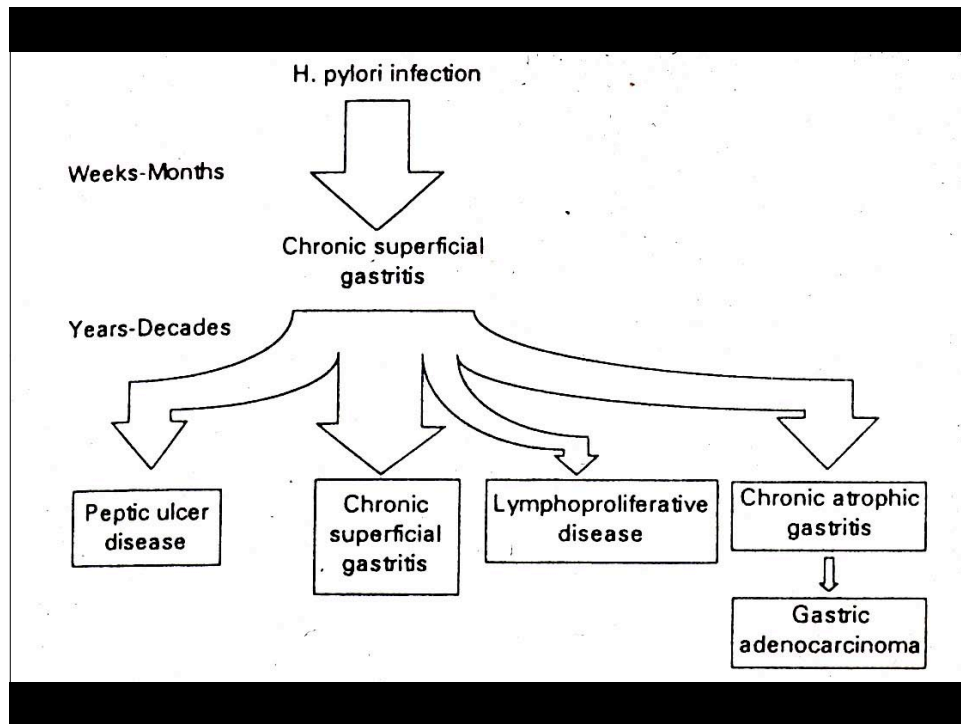 H. pylori infection
Weeks-Months
Chronic superficial
gastritis
Years-Decades
Peptic ulcer
disease
Chronic
superficial
gastritis
Lymphoproliferative
disease
Chronic atrophic
gastritis
Gastric
adenocarcinoma